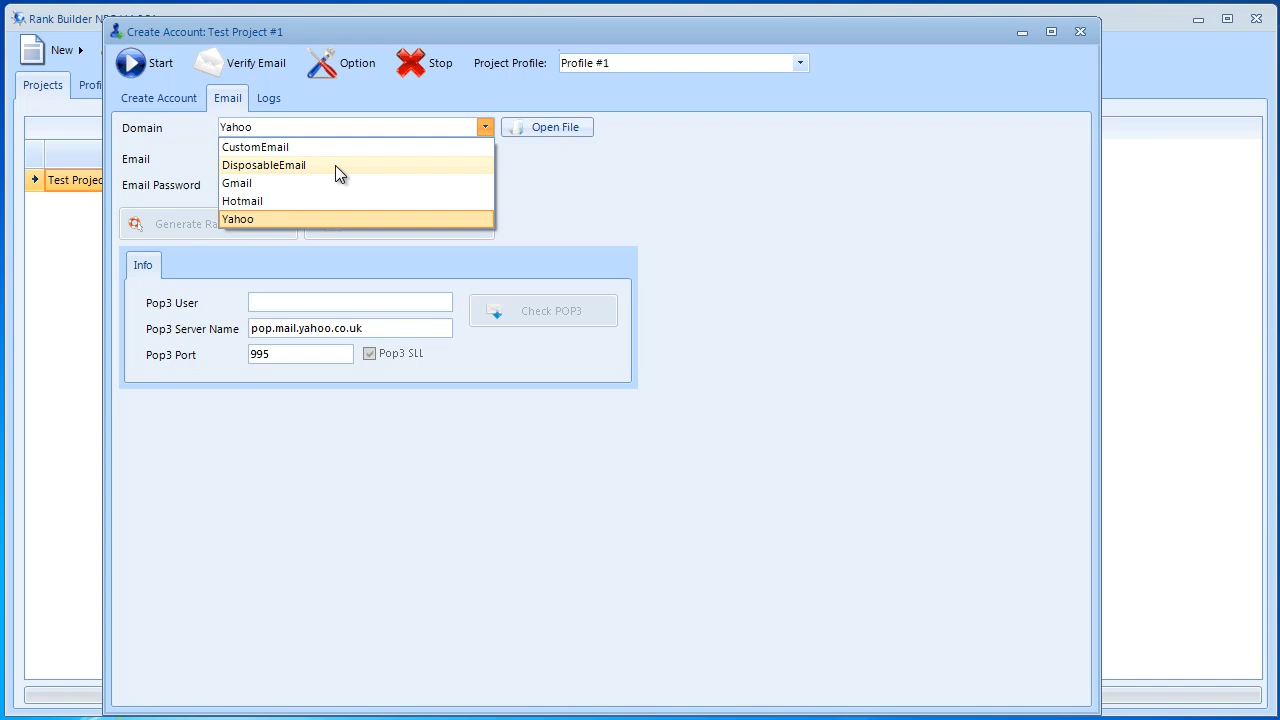 Rank Builder
Create Account: Test Project #1
New
Start
Verify Email
Option
Stop
Project Profile:
Profile #1
Projects
Profi
Create Account
Email
Logs
Domain
Yahoo
Open File
CustomEmail
Email
DisposableEmail
Test Projec
Email Password
Gmail
Hotmail
Yahoo
Generate Ra
Info
Pop3 User
Check POP3
Pop3 Server Name
pop.mail.yahoo.co.uk
Pop3 Port
995
Pop3 SLL